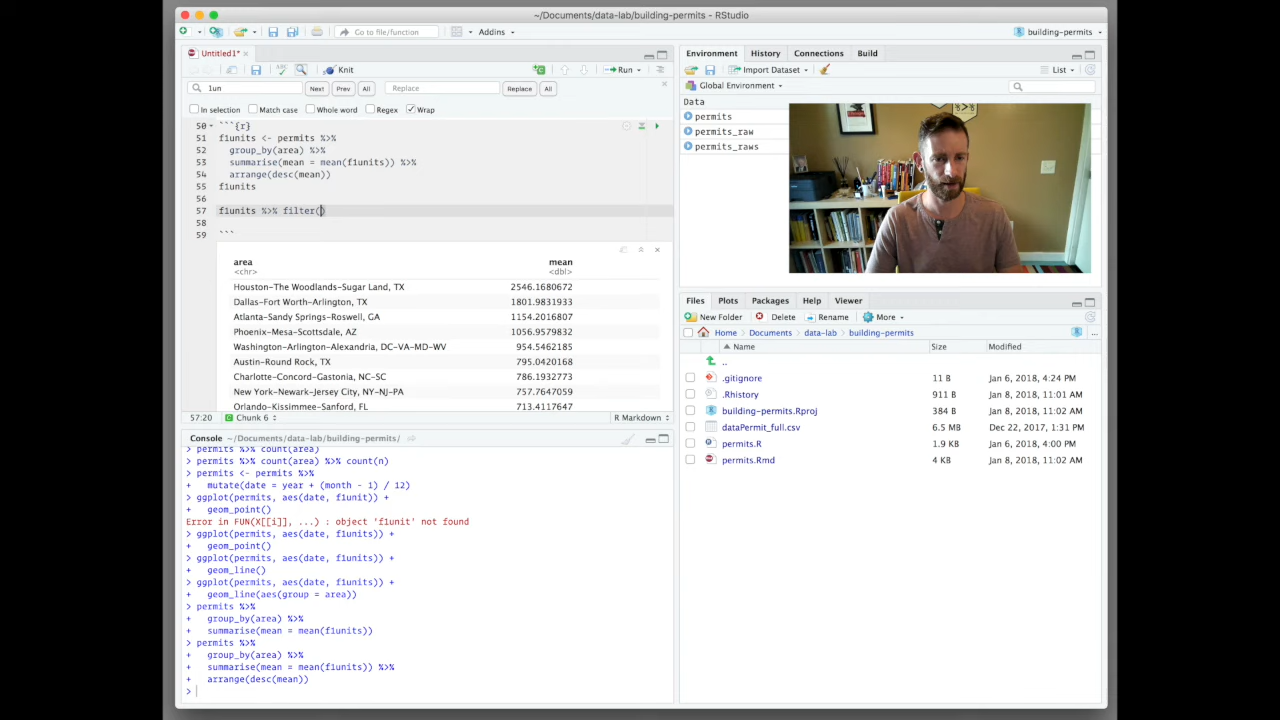 ~/Documents/data-lab/building-permits - RStudio
Go to file/function
Addins
building-permits
Untitled1*
Knit
Run
1un
Next
Prev
All
Replace
Replace
All
In selection
Match case
Whole word
Regex
Wrap
50 ```{r}
51 f1units <- permits %>%
52 group_by(area) %>%
53 summarise(mean = mean(f1units)) %>%
54 arrange(desc(mean))
55 f1units
56
57 f1units %>% filter()
58
59 ```
area mean
<chr> <dbl>
Houston-The Woodlands-Sugar Land, TX 2546.1680672
Dallas-Fort Worth-Arlington, TX 1801.9831933
Atlanta-Sandy Springs-Roswell, GA 1154.2016807
Phoenix-Mesa-Scottsdale, AZ 1056.9579832
Washington-Arlington-Alexandria, DC-VA-MD-WV 954.5462185
Austin-Round Rock, TX 795.0420168
Charlotte-Concord-Gastonia, NC-SC 786.1932773
New York-Newark-Jersey City, NY-NJ-PA 757.7647059
Orlando-Kissimmee-Sanford, FL 713.4117647
57:20 Chunk 6 R Markdown
Console ~/Documents/data-lab/building-permits/
> permits %>% count(area)
> permits %>% count(area) %>% count(n)
> permits <- permits %>%
+ mutate(date = year + (month - 1) / 12)
> ggplot(permits, aes(date, f1unit)) +
+ geom_point()
Error in FUN(X[[i]], ...) : object 'f1unit' not found
> ggplot(permits, aes(date, f1units)) +
+ geom_point()
> ggplot(permits, aes(date, f1units)) +
+ geom_line()
> ggplot(permits, aes(date, f1units)) +
+ geom_line(aes(group = area))
> permits %>%
+ group_by(area) %>%
+ summarise(mean = mean(f1units))
> permits %>%
+ group_by(area) %>%
+ summarise(mean = mean(f1units)) %>%
+ arrange(desc(mean))
>
Environment History Connections Build
Import Dataset
List
Global Environment
Data
permits
permits_raw
permits_raws
Files Plots Packages Help Viewer
New Folder Delete Rename More
Home Documents data-lab building-permits
...
Name Size Modified
..
.gitignore 11 B Jan 6, 2018, 4:24 PM
.Rhistory 911 B Jan 8, 2018, 11:01 AM
building-permits.Rproj 384 B Jan 8, 2018, 11:02 AM
dataPermit_full.csv 6.5 MB Dec 22, 2017, 1:31 PM
permits.R 1.9 KB Jan 6, 2018, 4:00 PM
permits.Rmd 4 KB Jan 8, 2018, 11:02 AM